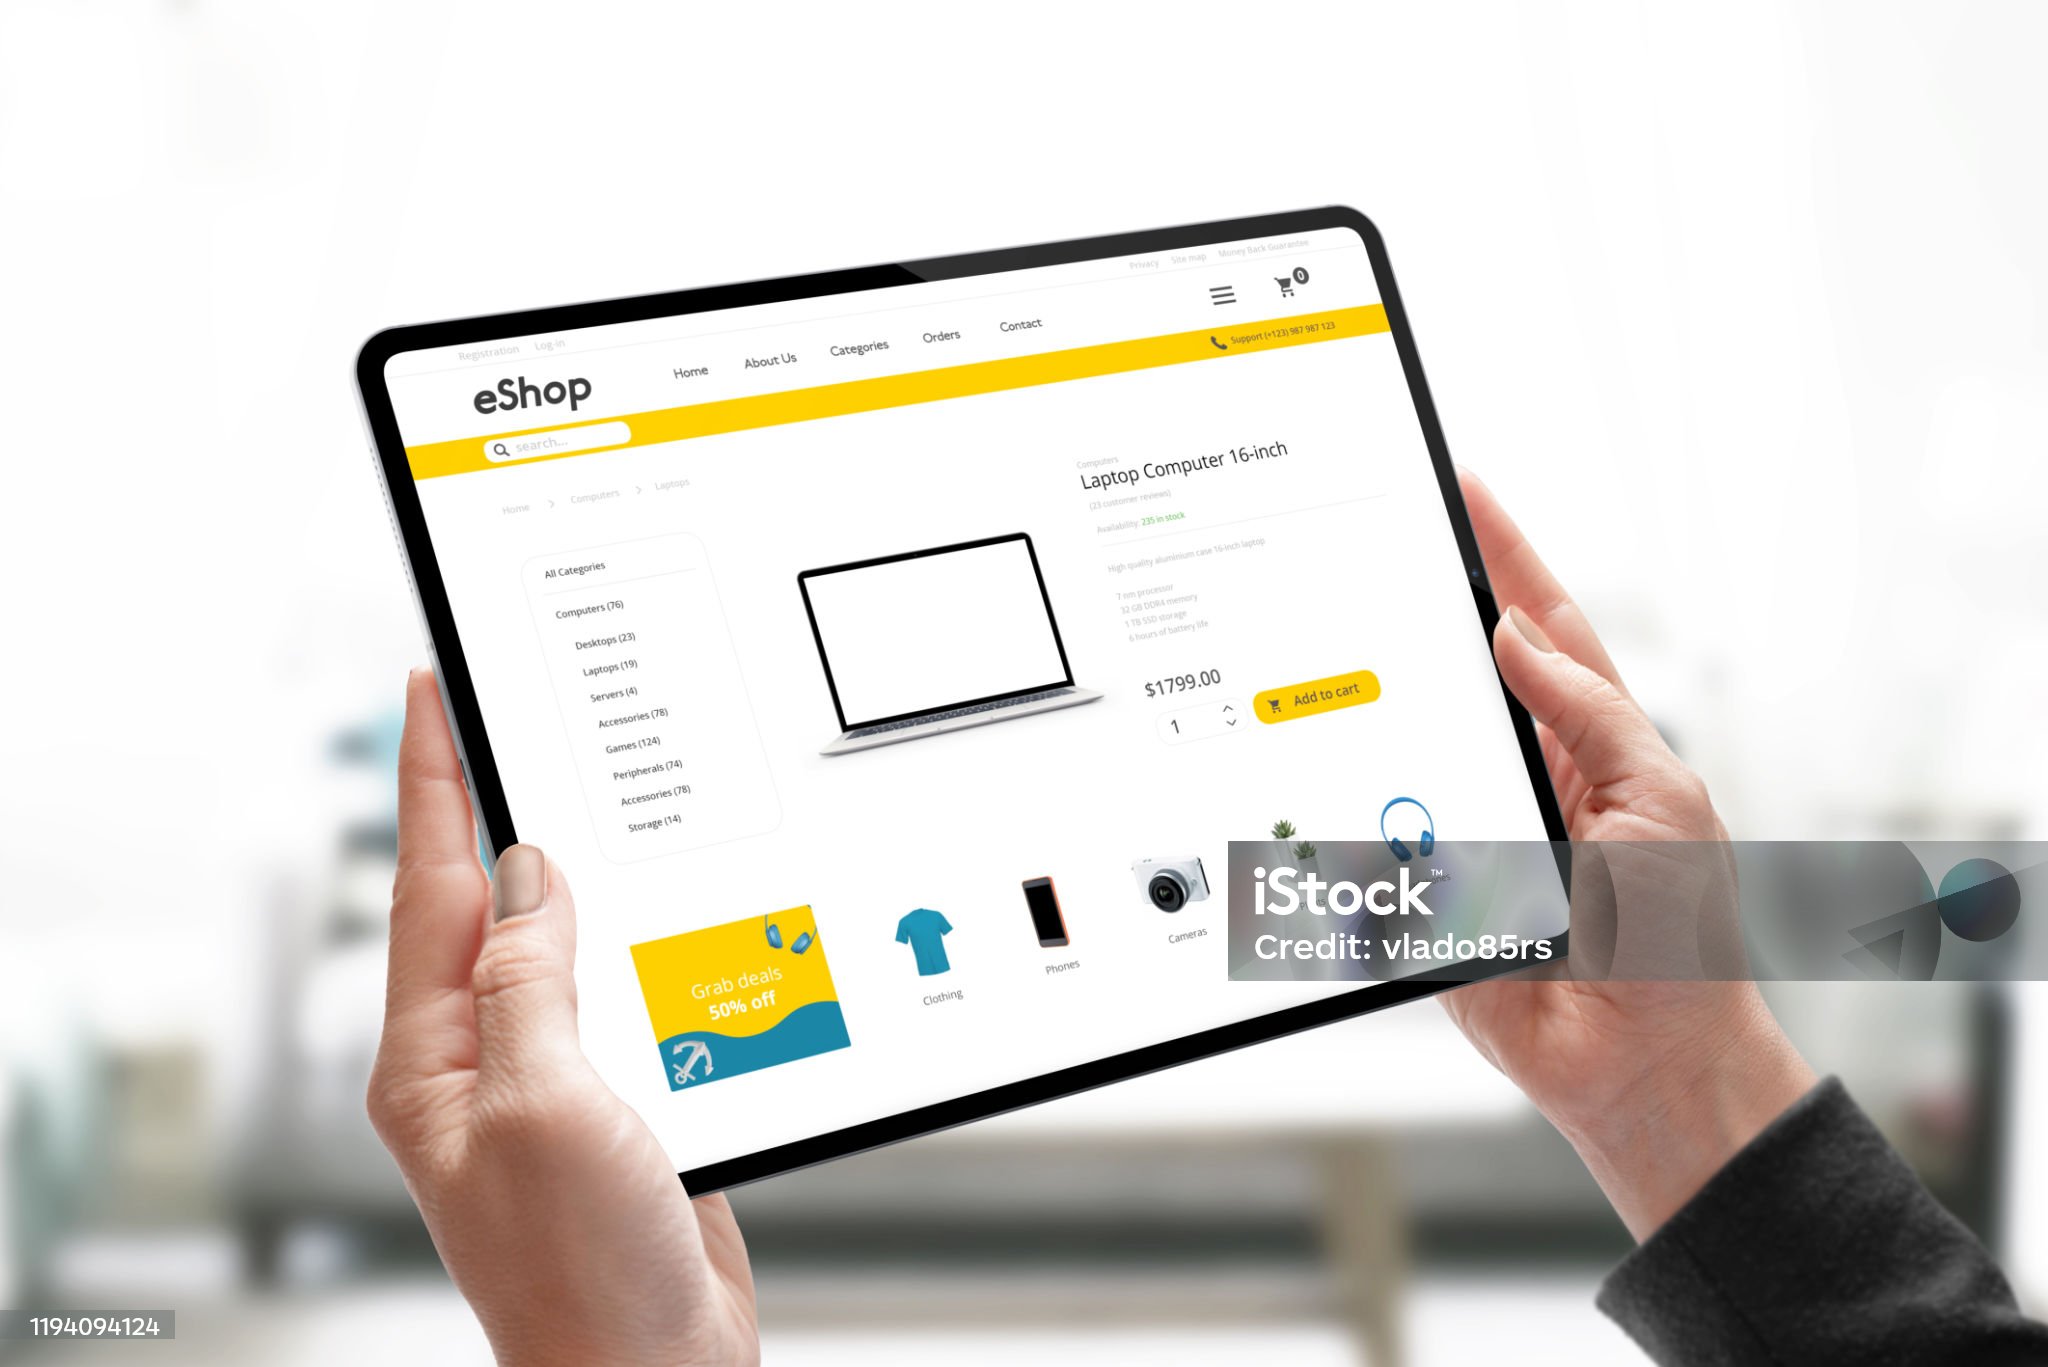 Privacy Site map Money Back Guarantee
Registration Log-in
0
eShop
Home About Us Categories Orders Contact
Support (+123) 987 987 123
search...
Home > Computers > Laptops
Computers
Laptop Computer 16-inch
(23 customer reviews)
Availability: 235 in stock
High quality aluminium case 16-inch laptop
7 nm processor
32 GB DDR4 memory
1 TB SSD storage
6 hours of battery life
$1799.00
1
Add to cart
All Categories
Computers (76)
Desktops (23)
Laptops (19)
Servers (4)
Accessories (78)
Games (124)
Peripherals (74)
Accessories (78)
Storage (14)
Grab deals
50% off
Clothing
Phones
Cameras
iStock™
Credit: vlado85rs
1194094124